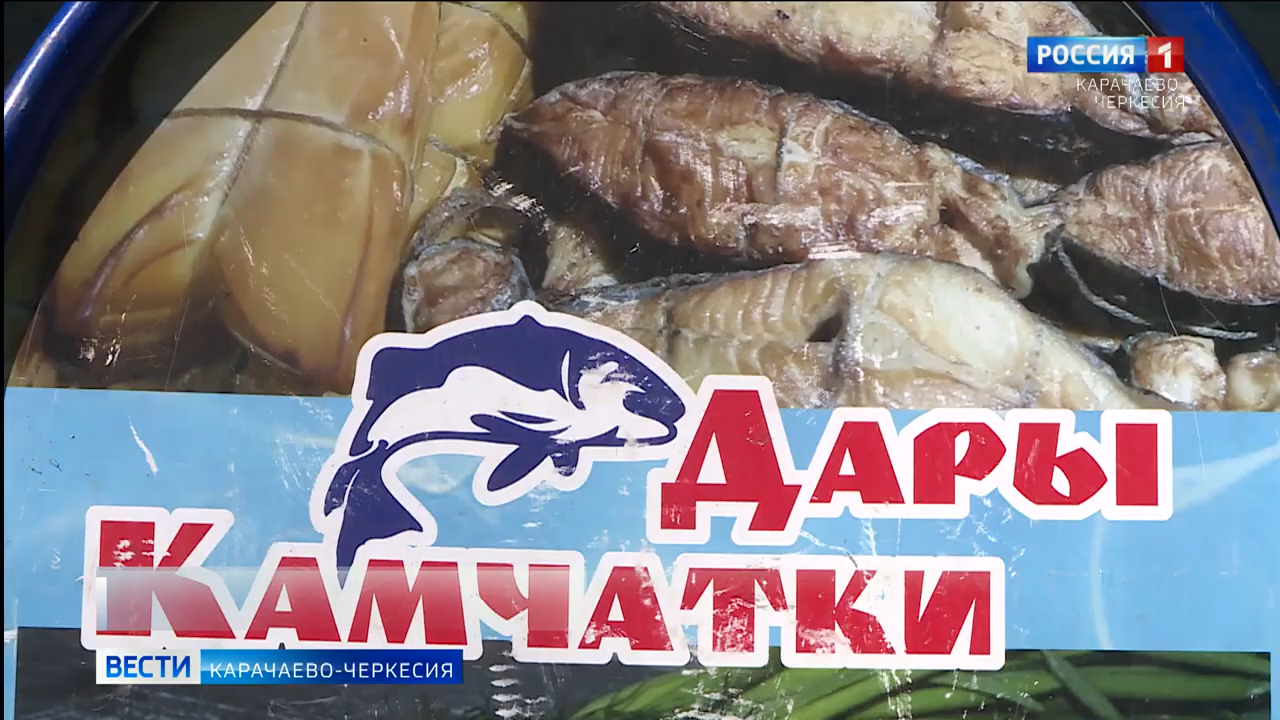 РОССИЯ 1
КАРАЧАЕВО-
ЧЕРКЕСИЯ
ДАРЫ
КАМЧАТКИ
ВЕСТИ КАРАЧАЕВО-ЧЕРКЕСИЯ